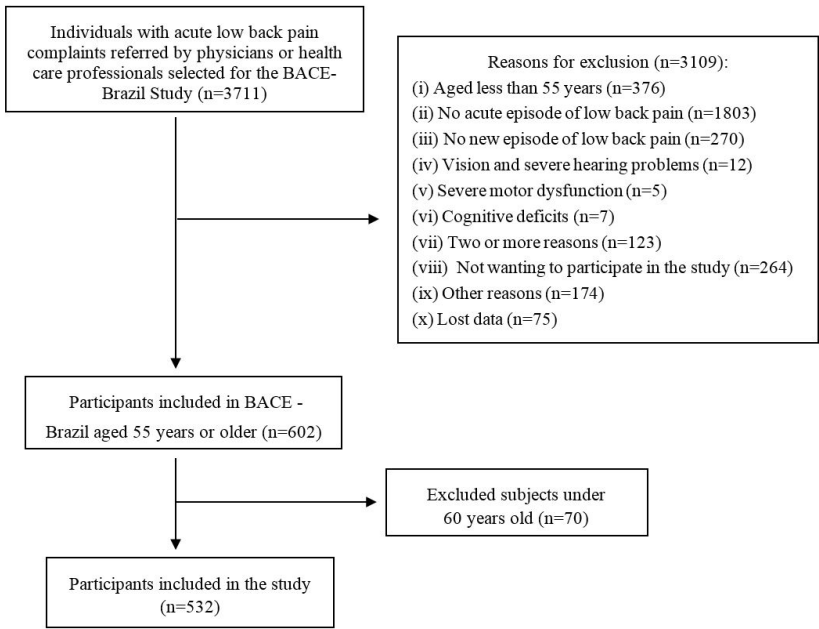 Individuals with acute low back pain
complaints referred by physicians or health
care professionals selected for the BACE-
Brazil Study (n=3711)
Reasons for exclusion (n=3109):
(i) Aged less than 55 years (n=376)
(ii) No acute episode of low back pain (n=1803)
(iii) No new episode of low back pain (n=270)
(iv) Vision and severe hearing problems (n=12)
(v) Severe motor dysfunction (n=5)
(vi) Cognitive deficits (n=7)
(vii) Two or more reasons (n=123)
(viii) Not wanting to participate in the study (n=264)
(ix) Other reasons (n=174)
(x) Lost data (n=75)
Participants included in BACE -
Brazil aged 55 years or older (n=602)
Excluded subjects under
60 years old (n=70)
Participants included in the study
(n=532)